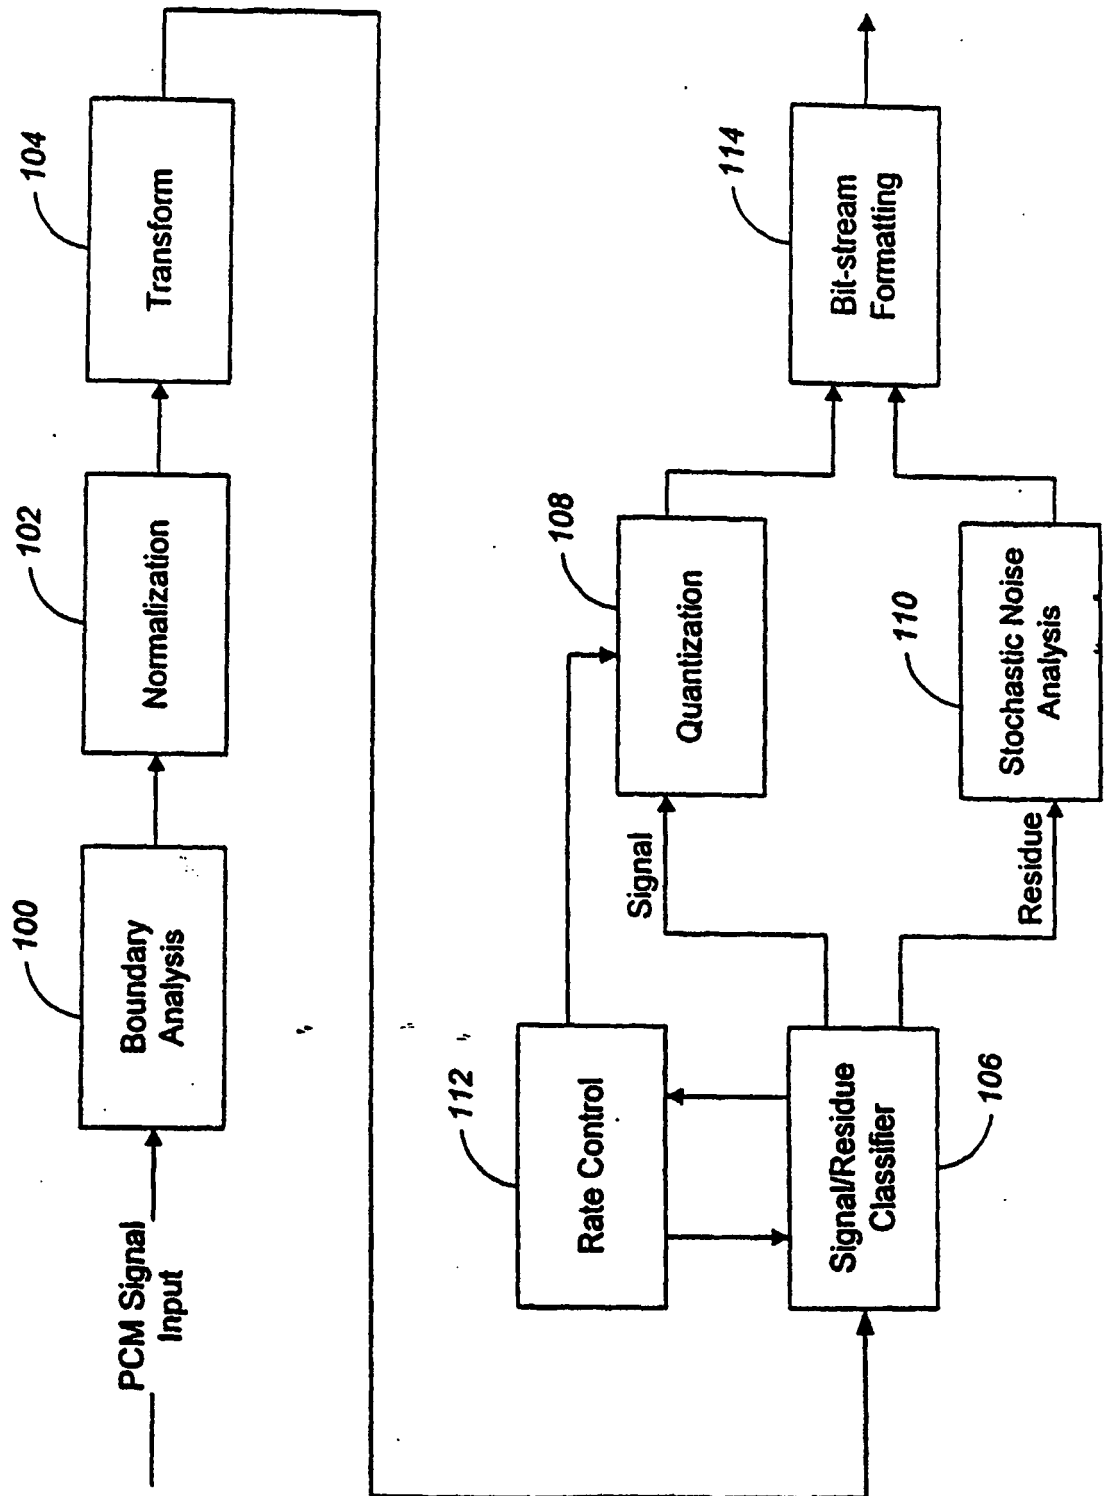 PCM Signal
Input
100
Boundary
Analysis
102
Normalization
104
Transform
112
Rate Control
106
Signal/Residue
Classifier
Signal
Residue
108
Quantization
110
Stochastic Noise
Analysis
114
Bit-stream
Formatting